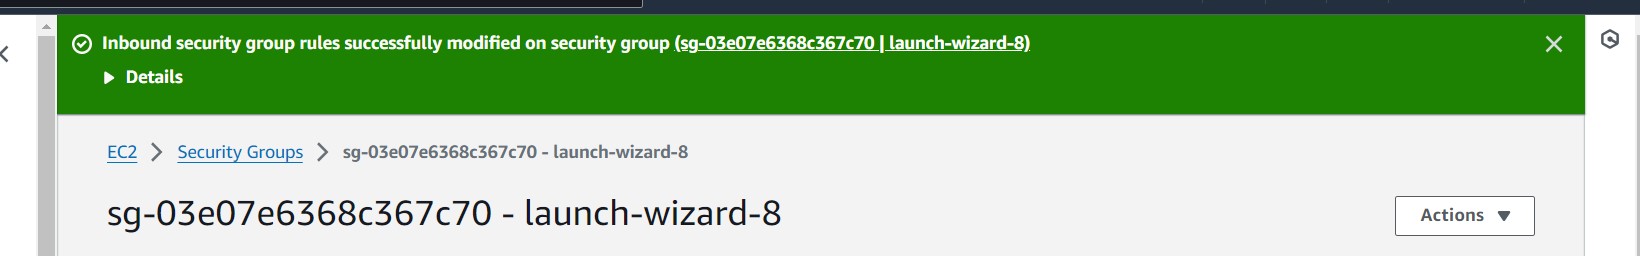 Inbound security group rules successfully modified on security group (sg-03e07e6368c367c70 | launch-wizard-8)
Details
EC2 > Security Groups > sg-03e07e6368c367c70 - launch-wizard-8
sg-03e07e6368c367c70 - launch-wizard-8
Actions